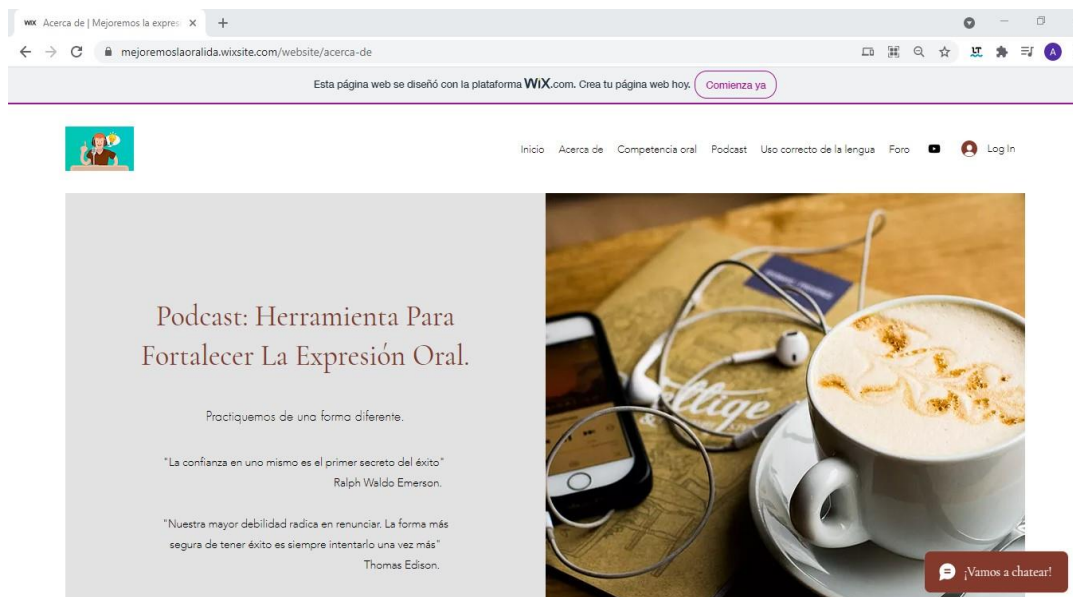 WiX Acerca de | Mejoremos la expres
mejoremoslaoralida.wixsite.com/website/acerca-de
LT
A
Esta página web se diseñó con la plataforma WiX.com. Crea tu página web hoy. Comienza ya
Inicio Acerca de Competencia oral Podcast Uso correcto de la lengua Foro Log In
Podcast: Herramienta Para
Fortalecer La Expresión Oral.
Practiquemos de una forma diferente.
"La confianza en uno mismo es el primer secreto del éxito"
Ralph Waldo Emerson.
"Nuestra mayor debilidad radica en renunciar. La forma más
segura de tener éxito es siempre intentarlo una vez más"
Thomas Edison.
¡Vamos a chatear!